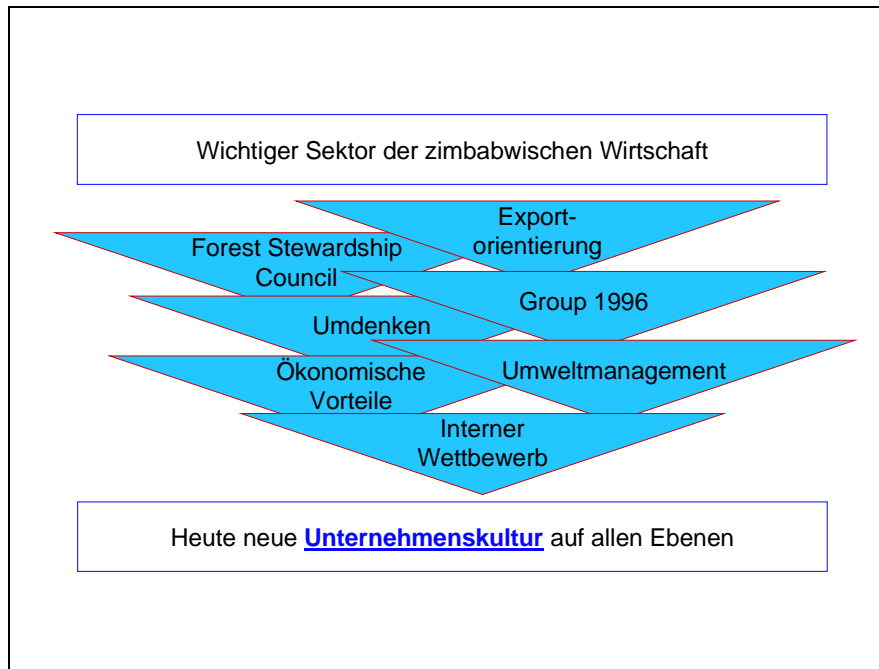 Wichtiger Sektor der zimbabwischen Wirtschaft
Export-
orientierung
Forest Stewardship
Council
Group 1996
Umdenken
Umweltmanagement
Ökonomische
Vorteile
Interner
Wettbewerb
Heute neue Unternehmenskultur auf allen Ebenen